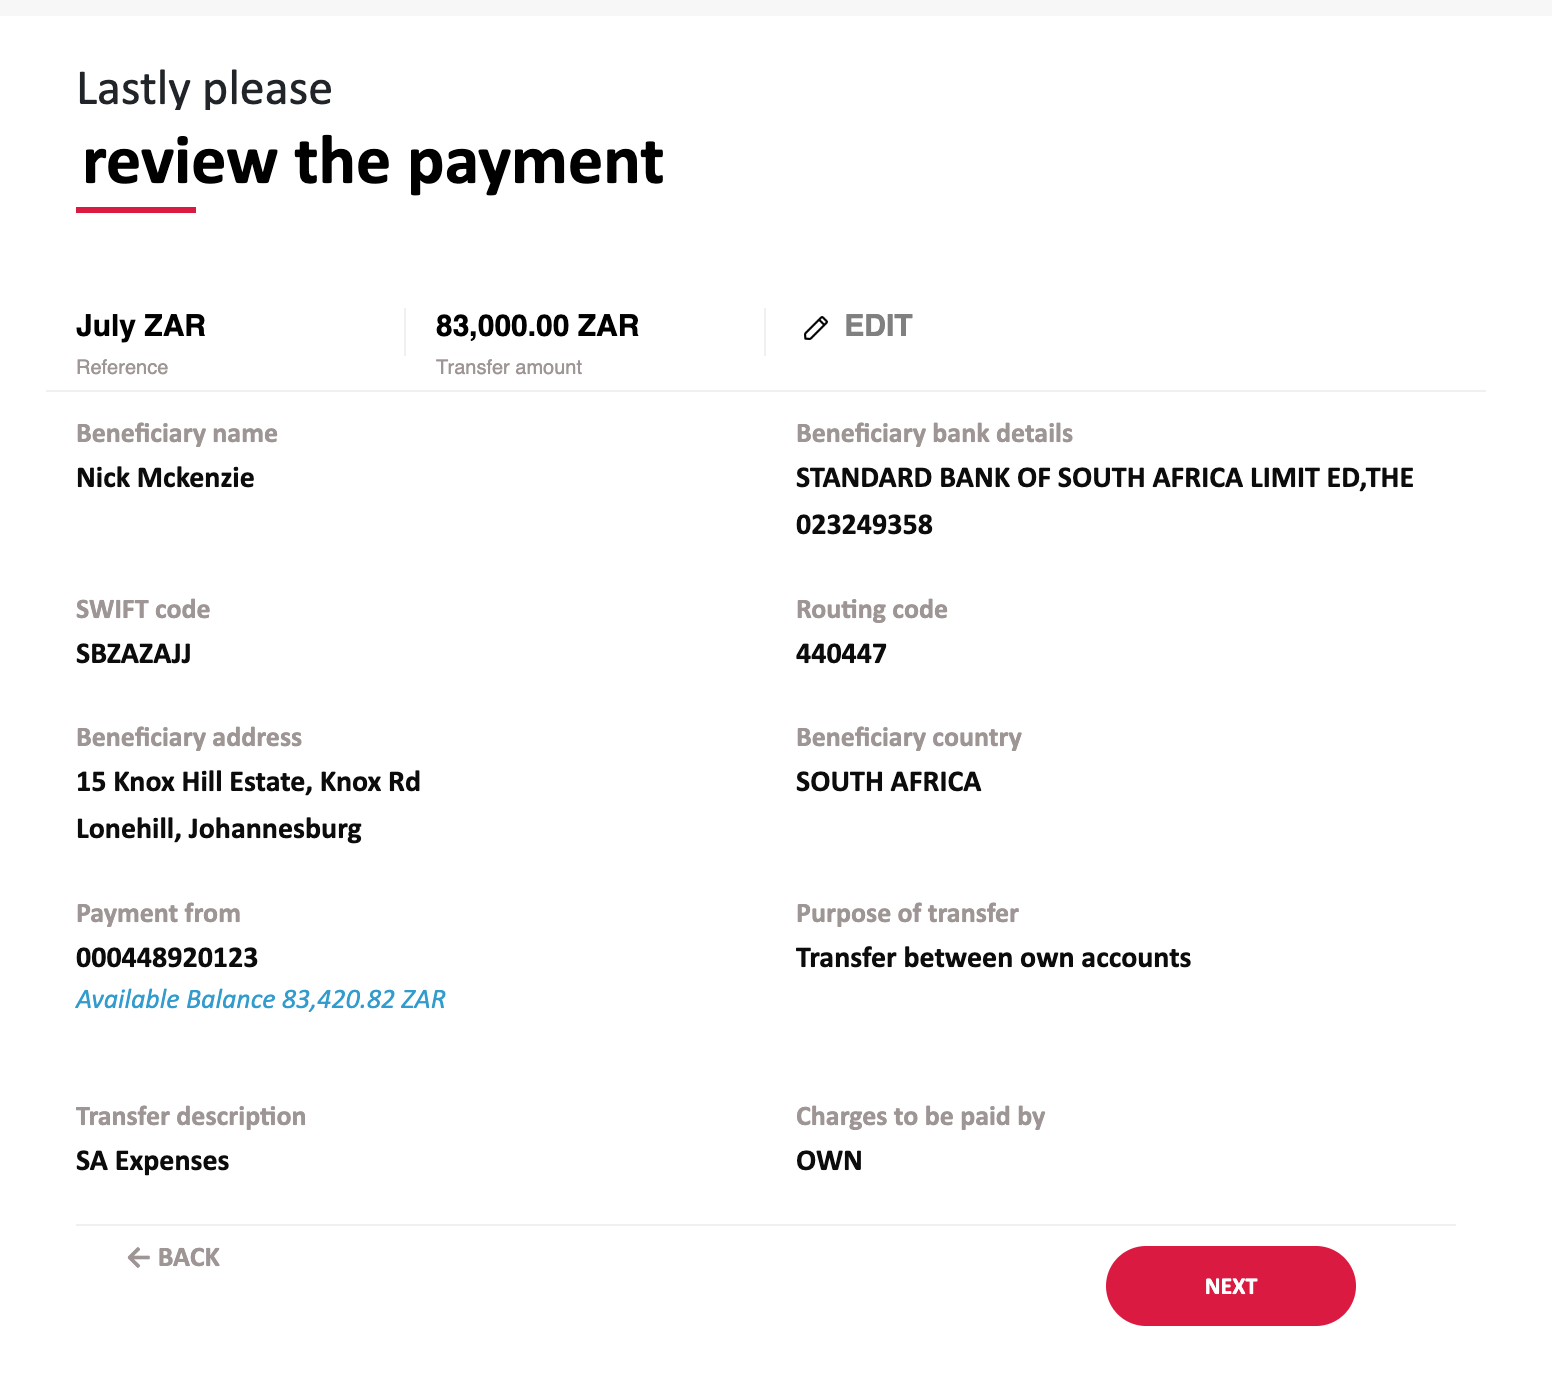 Lastly please
review the payment
July ZAR
Reference
83,000.00 ZAR
Transfer amount
EDIT
Beneficiary name
Nick Mckenzie
Beneficiary bank details
STANDARD BANK OF SOUTH AFRICA LIMIT ED,THE
023249358
SWIFT code
SBZAZAJJ
Routing code
440447
Beneficiary address
15 Knox Hill Estate, Knox Rd
Lonehill, Johannesburg
Beneficiary country
SOUTH AFRICA
Payment from
000448920123
Available Balance 83,420.82 ZAR
Purpose of transfer
Transfer between own accounts
Transfer description
SA Expenses
Charges to be paid by
OWN
BACK
NEXT